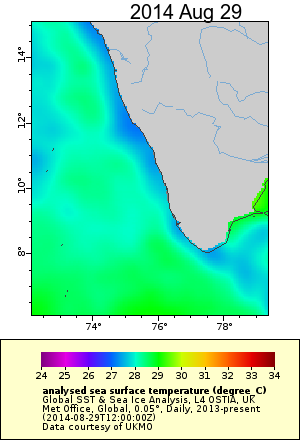 2014 Aug 29
14°
12°
10°
8°
74° 76° 78°
24 25 26 27 28 29 30 31 32 33 34
analysed sea surface temperature (degree_C)
Global SST & Sea Ice Analysis, L4 OSTIA, UK
Met Office, Global, 0.05°, Daily, 2013-present
(2014-08-29T12:00:00Z)
Data courtesy of UKMO